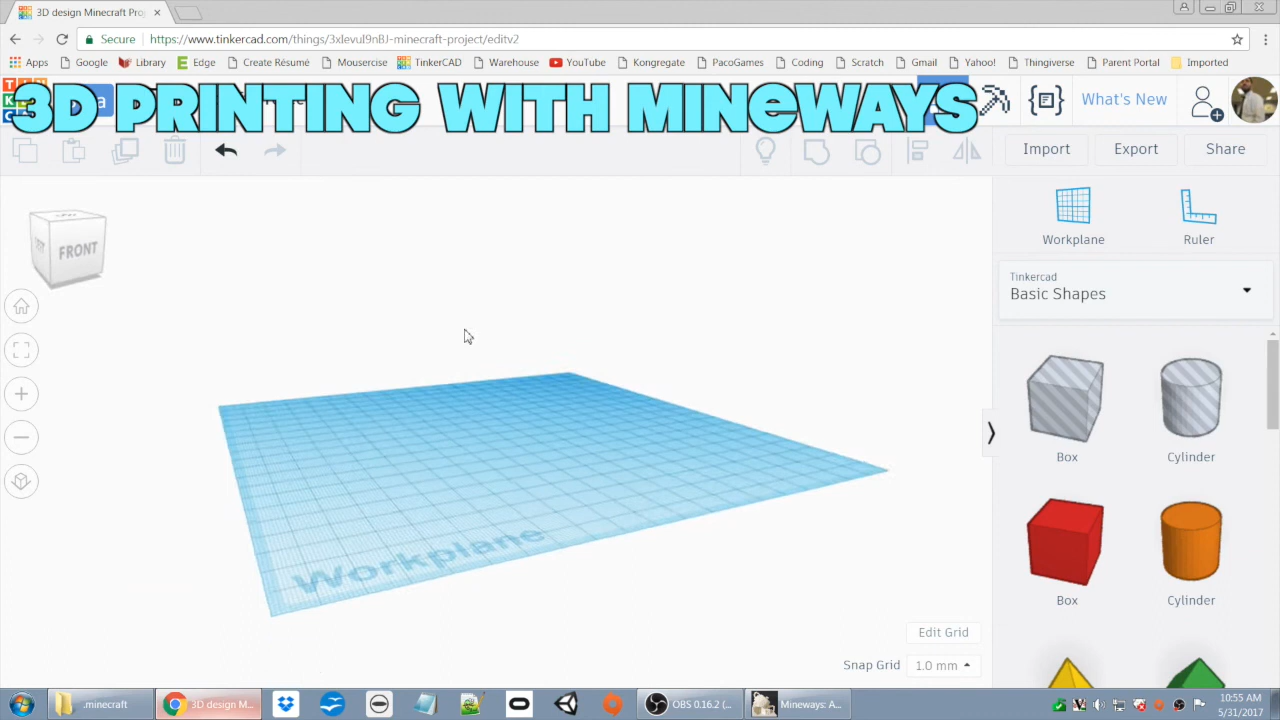 3D design Minecraft Proj
Secure
https://www.tinkercad.com/things/3xlevul9nBJ-minecraft-project/editv2
Apps
Google
Library
Edge
Create Résumé
Mousercise
TinkerCAD
Warehouse
YouTube
Kongregate
PacoGames
Coding
Scratch
Gmail
Yahoo!
Thingiverse
Parent Portal
Imported
3D PRINTING WITH MINEWAYS
What's New
Import
Export
Share
FRONT
Workplane
Ruler
Tinkercad
Basic Shapes
Box
Cylinder
Box
Cylinder
Workplane
Edit Grid
Snap Grid
1.0 mm
.minecraft
3D design M...
OBS 0.16.2 (...
Mineways: A...
10:55 AM
5/31/2017